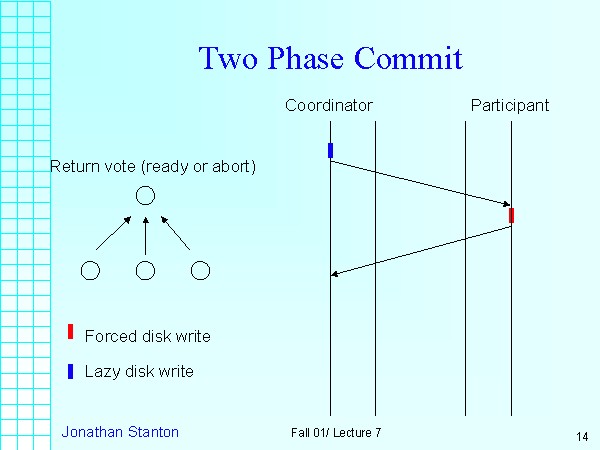 Two Phase Commit
Coordinator
Participant
Return vote (ready or abort)
Forced disk write
Lazy disk write
Jonathan Stanton
Fall 01/ Lecture 7
14